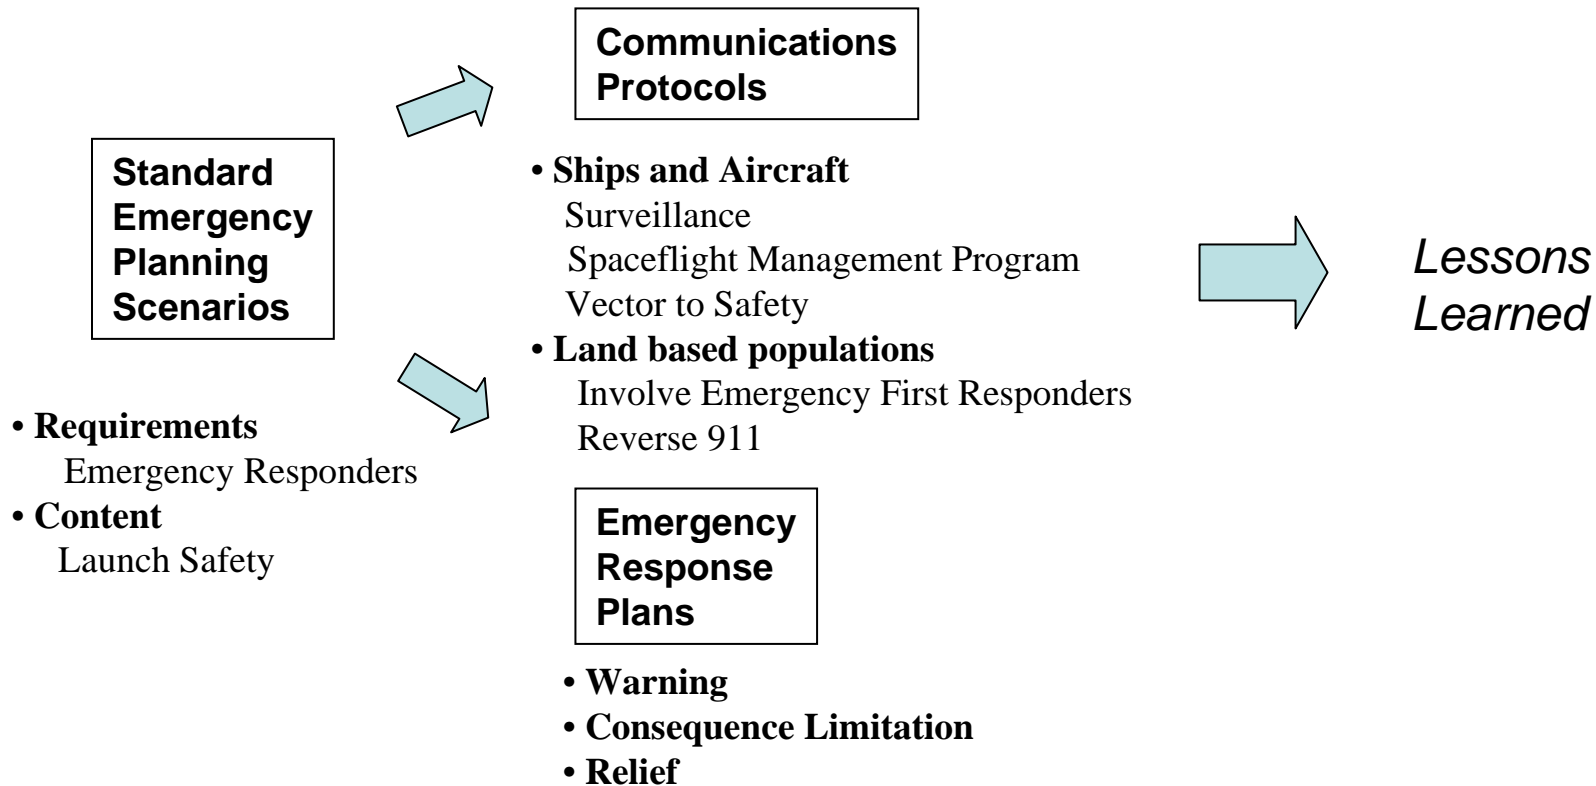 Standard
Emergency
Planning
Scenarios
• Requirements
Emergency Responders
• Content
Launch Safety
Communications
Protocols
• Ships and Aircraft
Surveillance
Spaceflight Management Program
Vector to Safety
• Land based populations
Involve Emergency First Responders
Reverse 911
Emergency
Response
Plans
• Warning
• Consequence Limitation
• Relief
Lessons
Learned